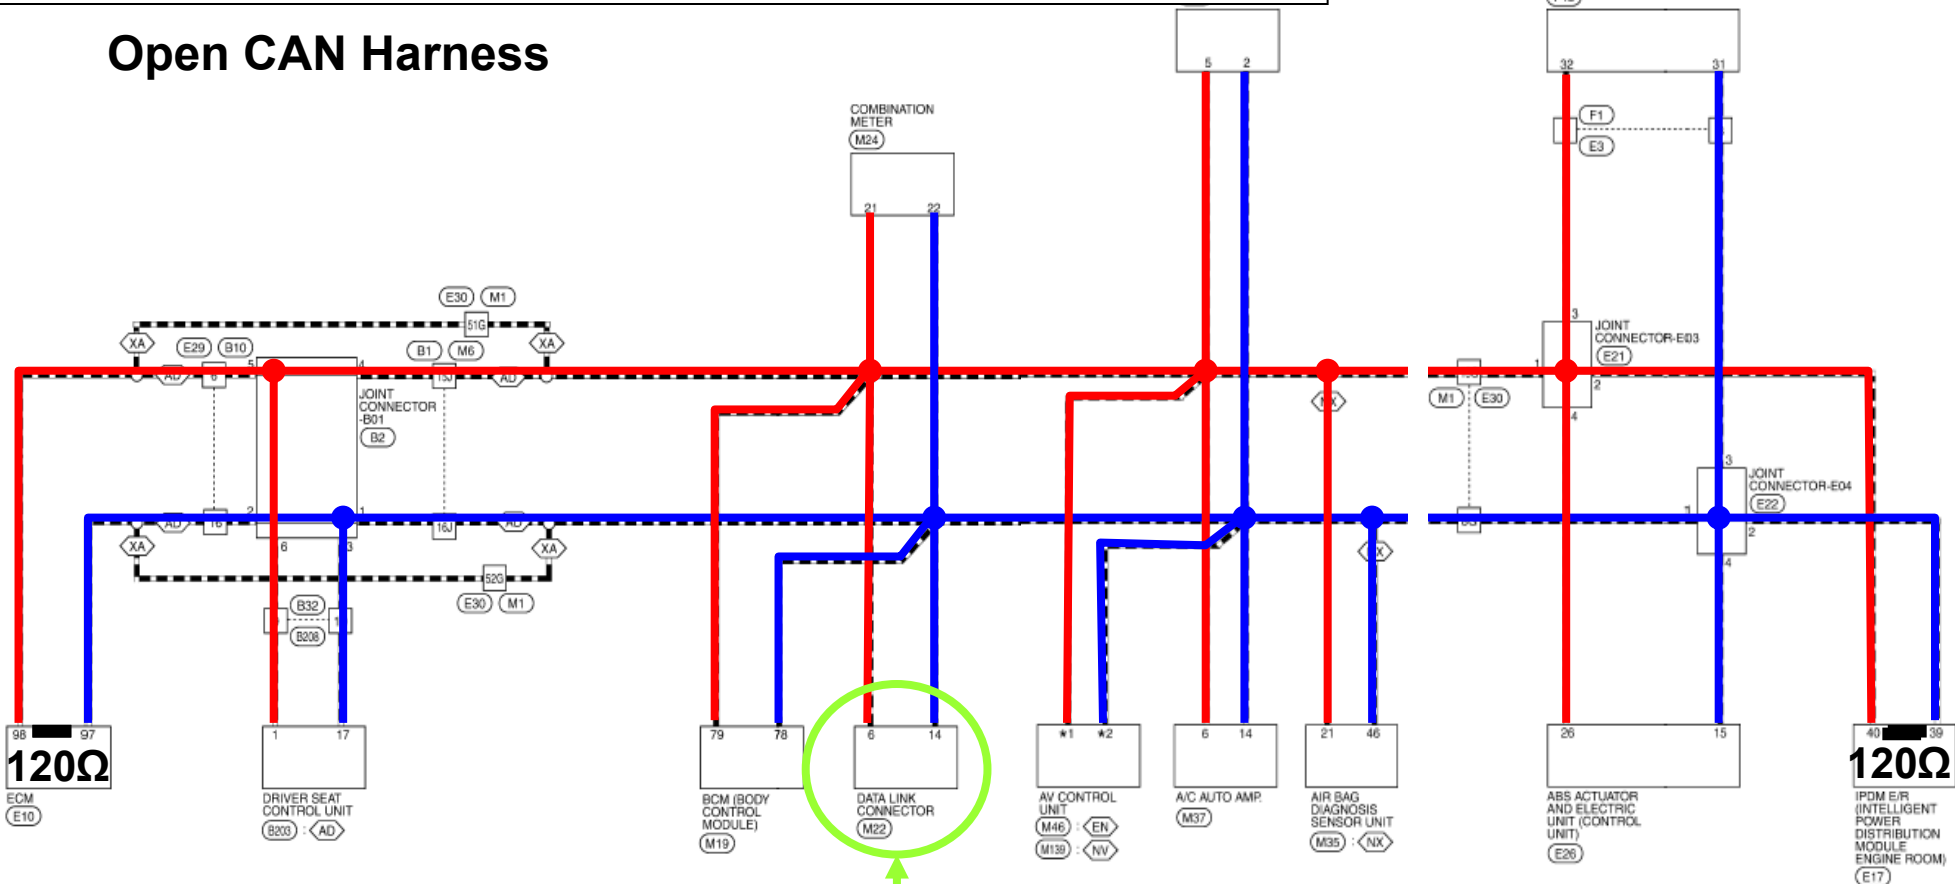 Open CAN Harness
5 2
32 31
COMBINATION
METER
M24
21 22
F1
E3
E30 M1
51G
XA XA
E29 B10
B1 M6
5 4
AD 6 15J AD
JOINT
CONNECTOR
-B01
B2
3
JOINT
CONNECTOR-E03
E21
1
2
4
NX
M1 E30
3
JOINT
CONNECTOR-E04
E22
1
2
4
2 1
AD 16 16J AD
XA XA
6 3
52G
E30 M1
B32
B208
98 97
120Ω
ECM
E10
1 17
DRIVER SEAT
CONTROL UNIT
B203 : AD
79 78
BCM (BODY
CONTROL
MODULE)
M19
6 14
DATA LINK
CONNECTOR
M22
*1 *2
AV CONTROL
UNIT
M46 : EN
M139 : NV
6 14
A/C AUTO AMP.
M37
21 46
AIR BAG
DIAGNOSIS
SENSOR UNIT
M35 : NX
26 15
ABS ACTUATOR
AND ELECTRIC
UNIT (CONTROL
UNIT)
E26
40 39
120Ω
IPDM E/R
(INTELLIGENT
POWER
DISTRIBUTION
MODULE
ENGINE ROOM)
E17